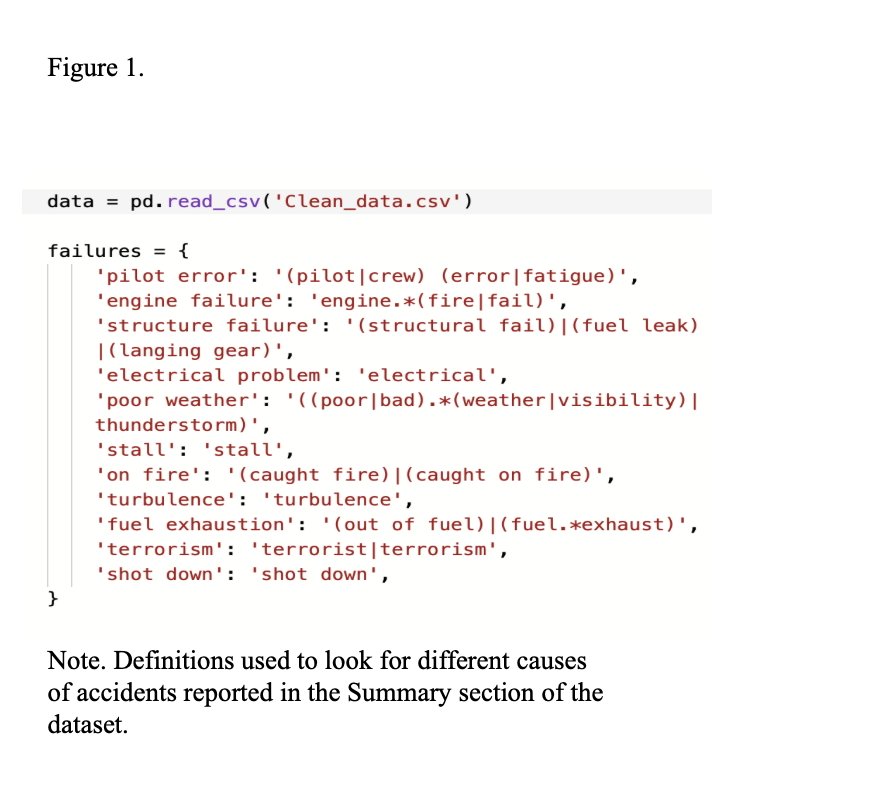 Figure 1.
data = pd.read_csv('Clean_data.csv')
failures = {
'pilot error': '(pilot|crew) (error|fatigue)',
'engine failure': 'engine.*(fire|fail)',
'structure failure': '(structural fail)|(fuel leak)
|(langing gear)',
'electrical problem': 'electrical',
'poor weather': '((poor|bad).*(weather|visibility)|
thunderstorm)',
'stall': 'stall',
'on fire': '(caught fire)|(caught on fire)',
'turbulence': 'turbulence',
'fuel exhaustion': '(out of fuel)|(fuel.*exhaust)',
'terrorism': 'terrorist|terrorism',
'shot down': 'shot down',
}
Note. Definitions used to look for different causes
of accidents reported in the Summary section of the
dataset.